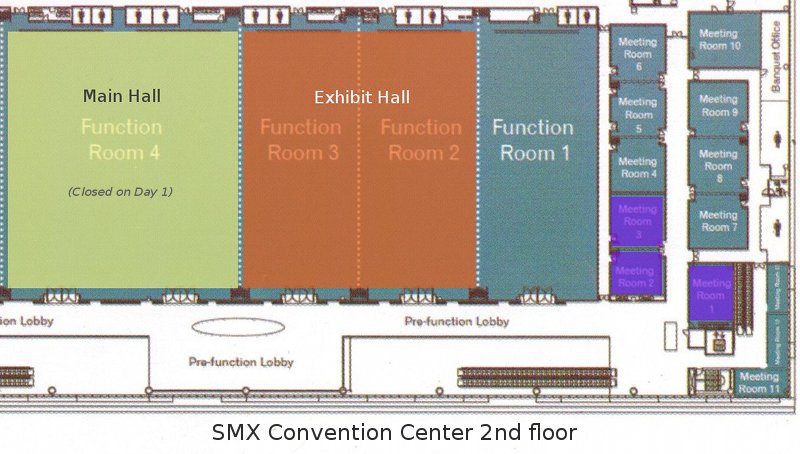 Main Hall
Function
Room 4
(Closed on Day 1)
Exhibit Hall
Function
Room 3
Function
Room 2
Function
Room 1
Meeting
Room
6
Meeting
Room
5
Meeting
Room 4
Meeting
Room
3
Meeting
Room 2
Meeting
Room 10
Meeting
Room 9
Meeting
Room
8
Meeting
Room 7
Meeting
Room
1
Banquet Office
Meeting Room
Meeting Room
Meeting
Room 11
ion Lobby
Pre-function Lobby
Pre-function Lobby
SMX Convention Center 2nd floor